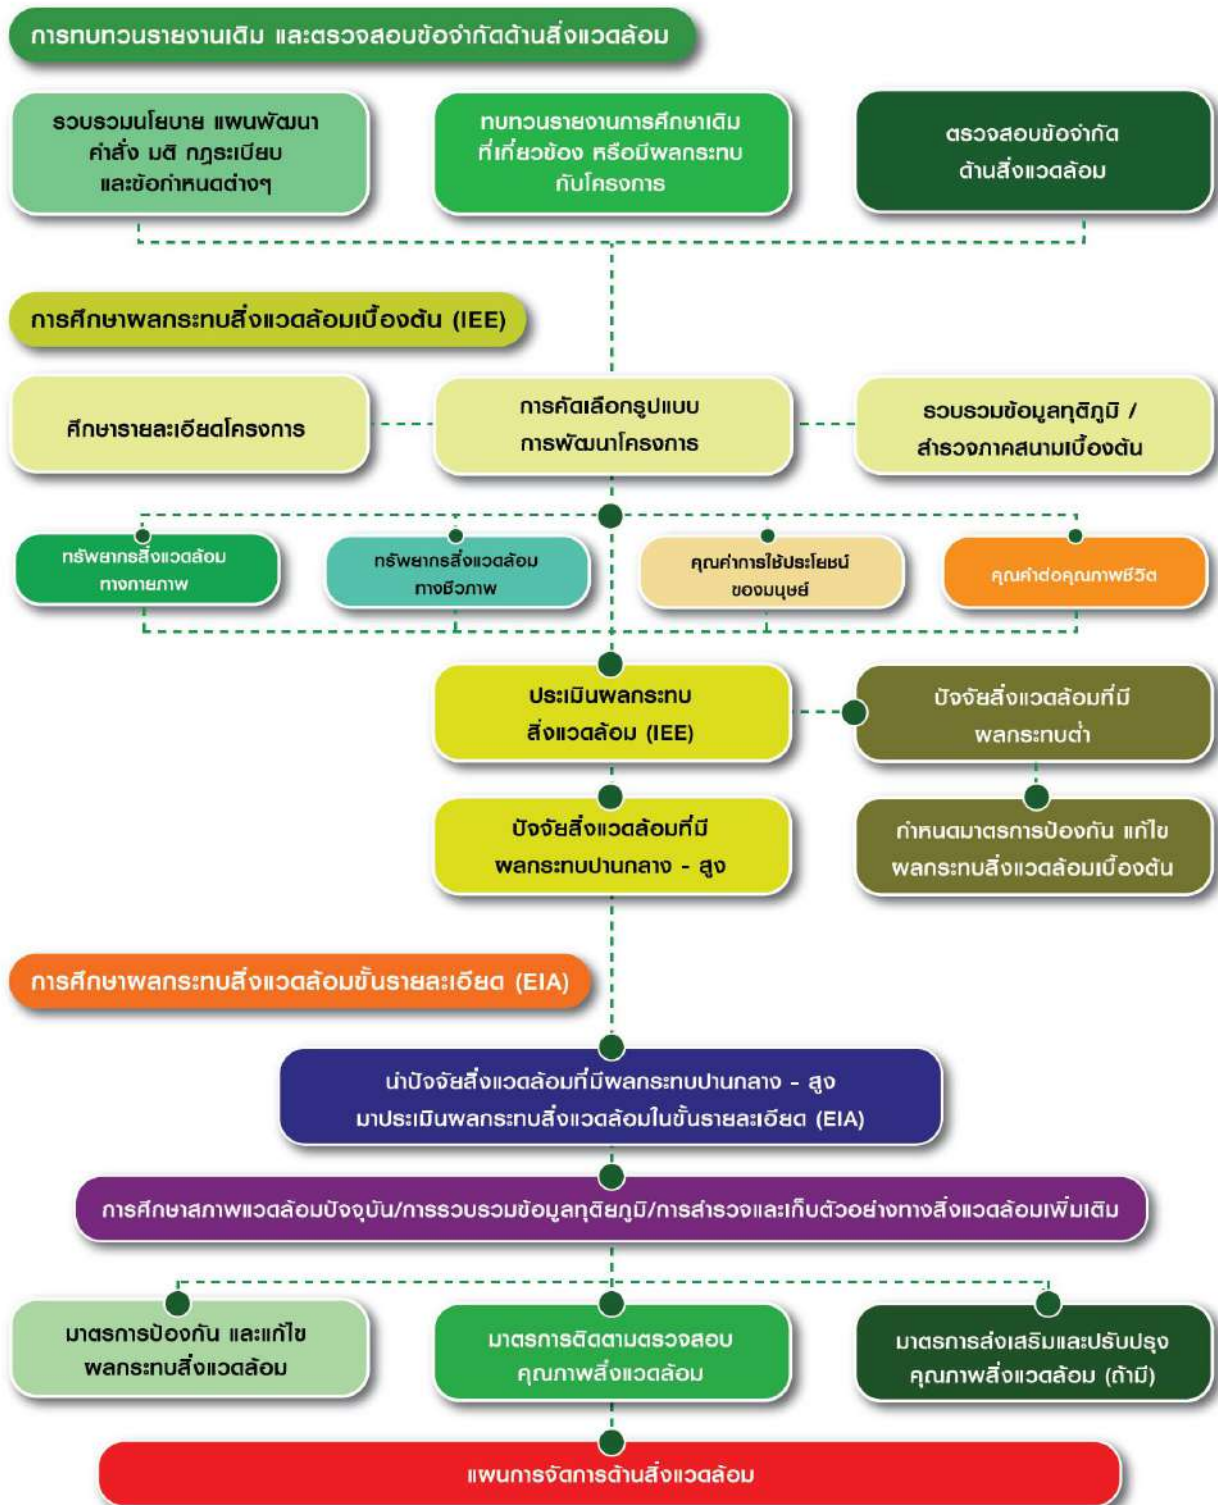 การทบทวนรายงานเดิม และตรวจสอบข้อจำกัดด้านสิ่งแวดล้อม
รวบรวมนโยบาย แผนพัฒนา
คำสั่ง มติ กฎระเบียบ
และข้อกำหนดต่างๆ
ทบทวนรายงานการศึกษาเดิม
ที่เกี่ยวข้อง หรือมีผลกระทบ
กับโครงการ
ตรวจสอบข้อจำกัด
ด้านสิ่งแวดล้อม
การศึกษาผลกระทบสิ่งแวดล้อมเบื้องต้น (IEE)
ศึกษารายละเอียดโครงการ
การคัดเลือกรูปแบบ
การพัฒนาโครงการ
รวบรวมข้อมูลทุติภูมิ /
สำรวจภาคสนามเบื้องต้น
ทรัพยากรสิ่งแวดล้อม
ทางกายภาพ
ทรัพยากรสิ่งแวดล้อม
ทางชีวภาพ
คุณค่าการใช้ประโยชน์
ของมนุษย์
คุณค่าต่อคุณภาพชีวิต
ประเมินผลกระทบ
สิ่งแวดล้อม (IEE)
ปัจจัยสิ่งแวดล้อมที่มี
ผลกระทบต่ำ
ปัจจัยสิ่งแวดล้อมที่มี
ผลกระทบปานกลาง - สูง
กำหนดมาตรการป้องกัน แก้ไข
ผลกระทบสิ่งแวดล้อมเบื้องต้น
การศึกษาผลกระทบสิ่งแวดล้อมขั้นรายละเอียด (EIA)
นำปัจจัยสิ่งแวดล้อมที่มีผลกระทบปานกลาง - สูง
มาประเมินผลกระทบสิ่งแวดล้อมในขั้นรายละเอียด (EIA)
การศึกษาสภาพแวดล้อมปัจจุบัน/การรวบรวมข้อมูลทุติยภูมิ/การสำรวจและเก็บตัวอย่างทางสิ่งแวดล้อมเพิ่มเติม
มาตรการป้องกัน และแก้ไข
ผลกระทบสิ่งแวดล้อม
มาตรการติดตามตรวจสอบ
คุณภาพสิ่งแวดล้อม
มาตรการส่งเสริมและปรับปรุง
คุณภาพสิ่งแวดล้อม (ถ้ามี)
แผนการจัดการด้านสิ่งแวดล้อม